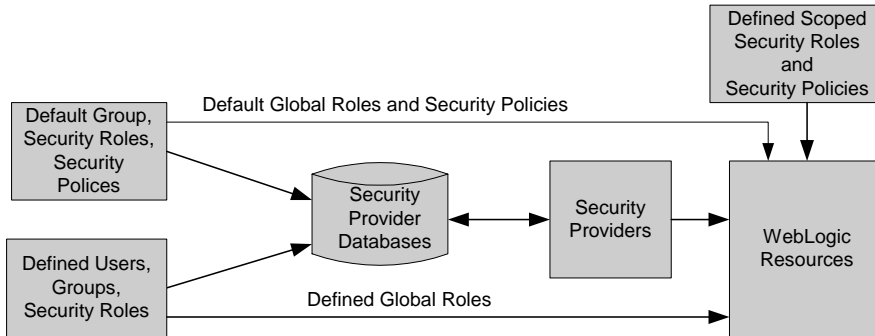 Defined Scoped
Security Roles
and
Security Policies
Default Global Roles and Security Policies
Default Group,
Security Roles,
Security
Polices
Security
Provider
Databases
Security
Providers
WebLogic
Resources
Defined Users,
Groups,
Security Roles
Defined Global Roles